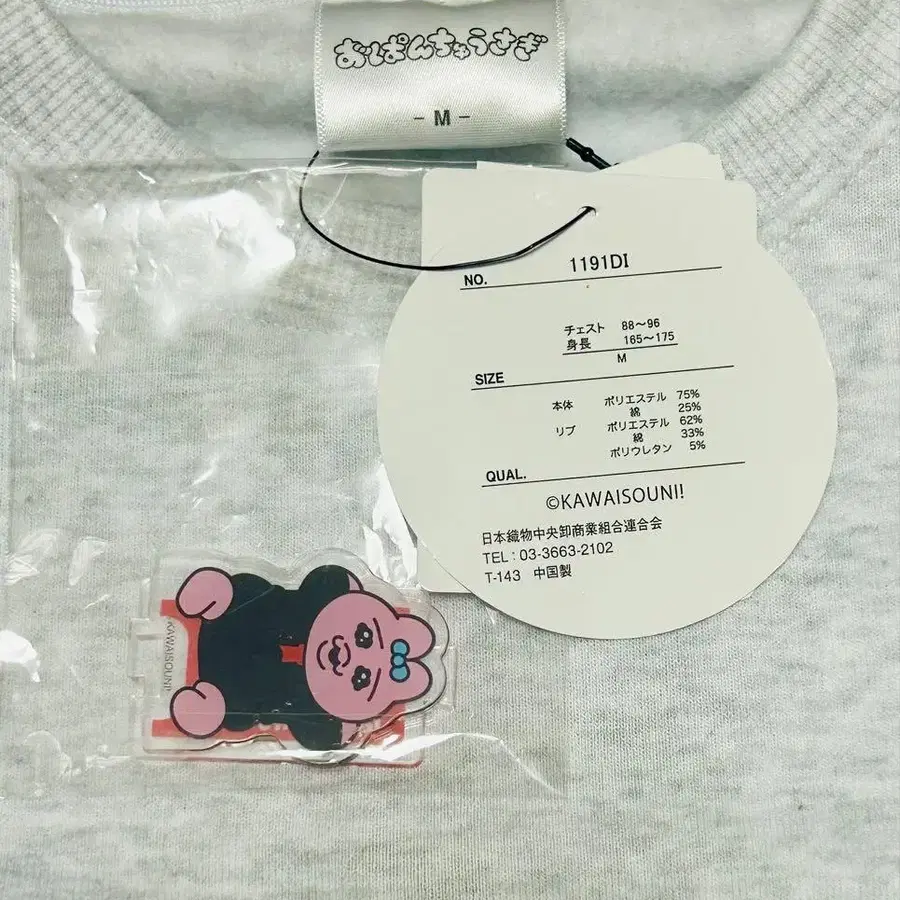 おぱんちゅうさぎ
- M -
NO. 1191DI
チェスト 88～96
身長 165～175
M
SIZE
本体 ポリエステル 75%
綿 25%
リブ ポリエステル 62%
綿 33%
ポリウレタン 5%
QUAL.
©KAWAISOUNI!
日本織物中央卸商業組合連合会
TEL : 03-3663-2102
T-143 中国製
KAWAISOUNI!